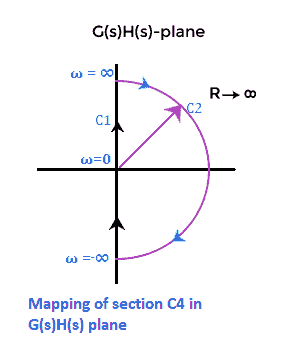 G(s)H(s)-plane
ω = ∞
R→ ∞
C1
C2
ω=0
ω =-∞
Mapping of section C4 in
G(s)H(s) plane